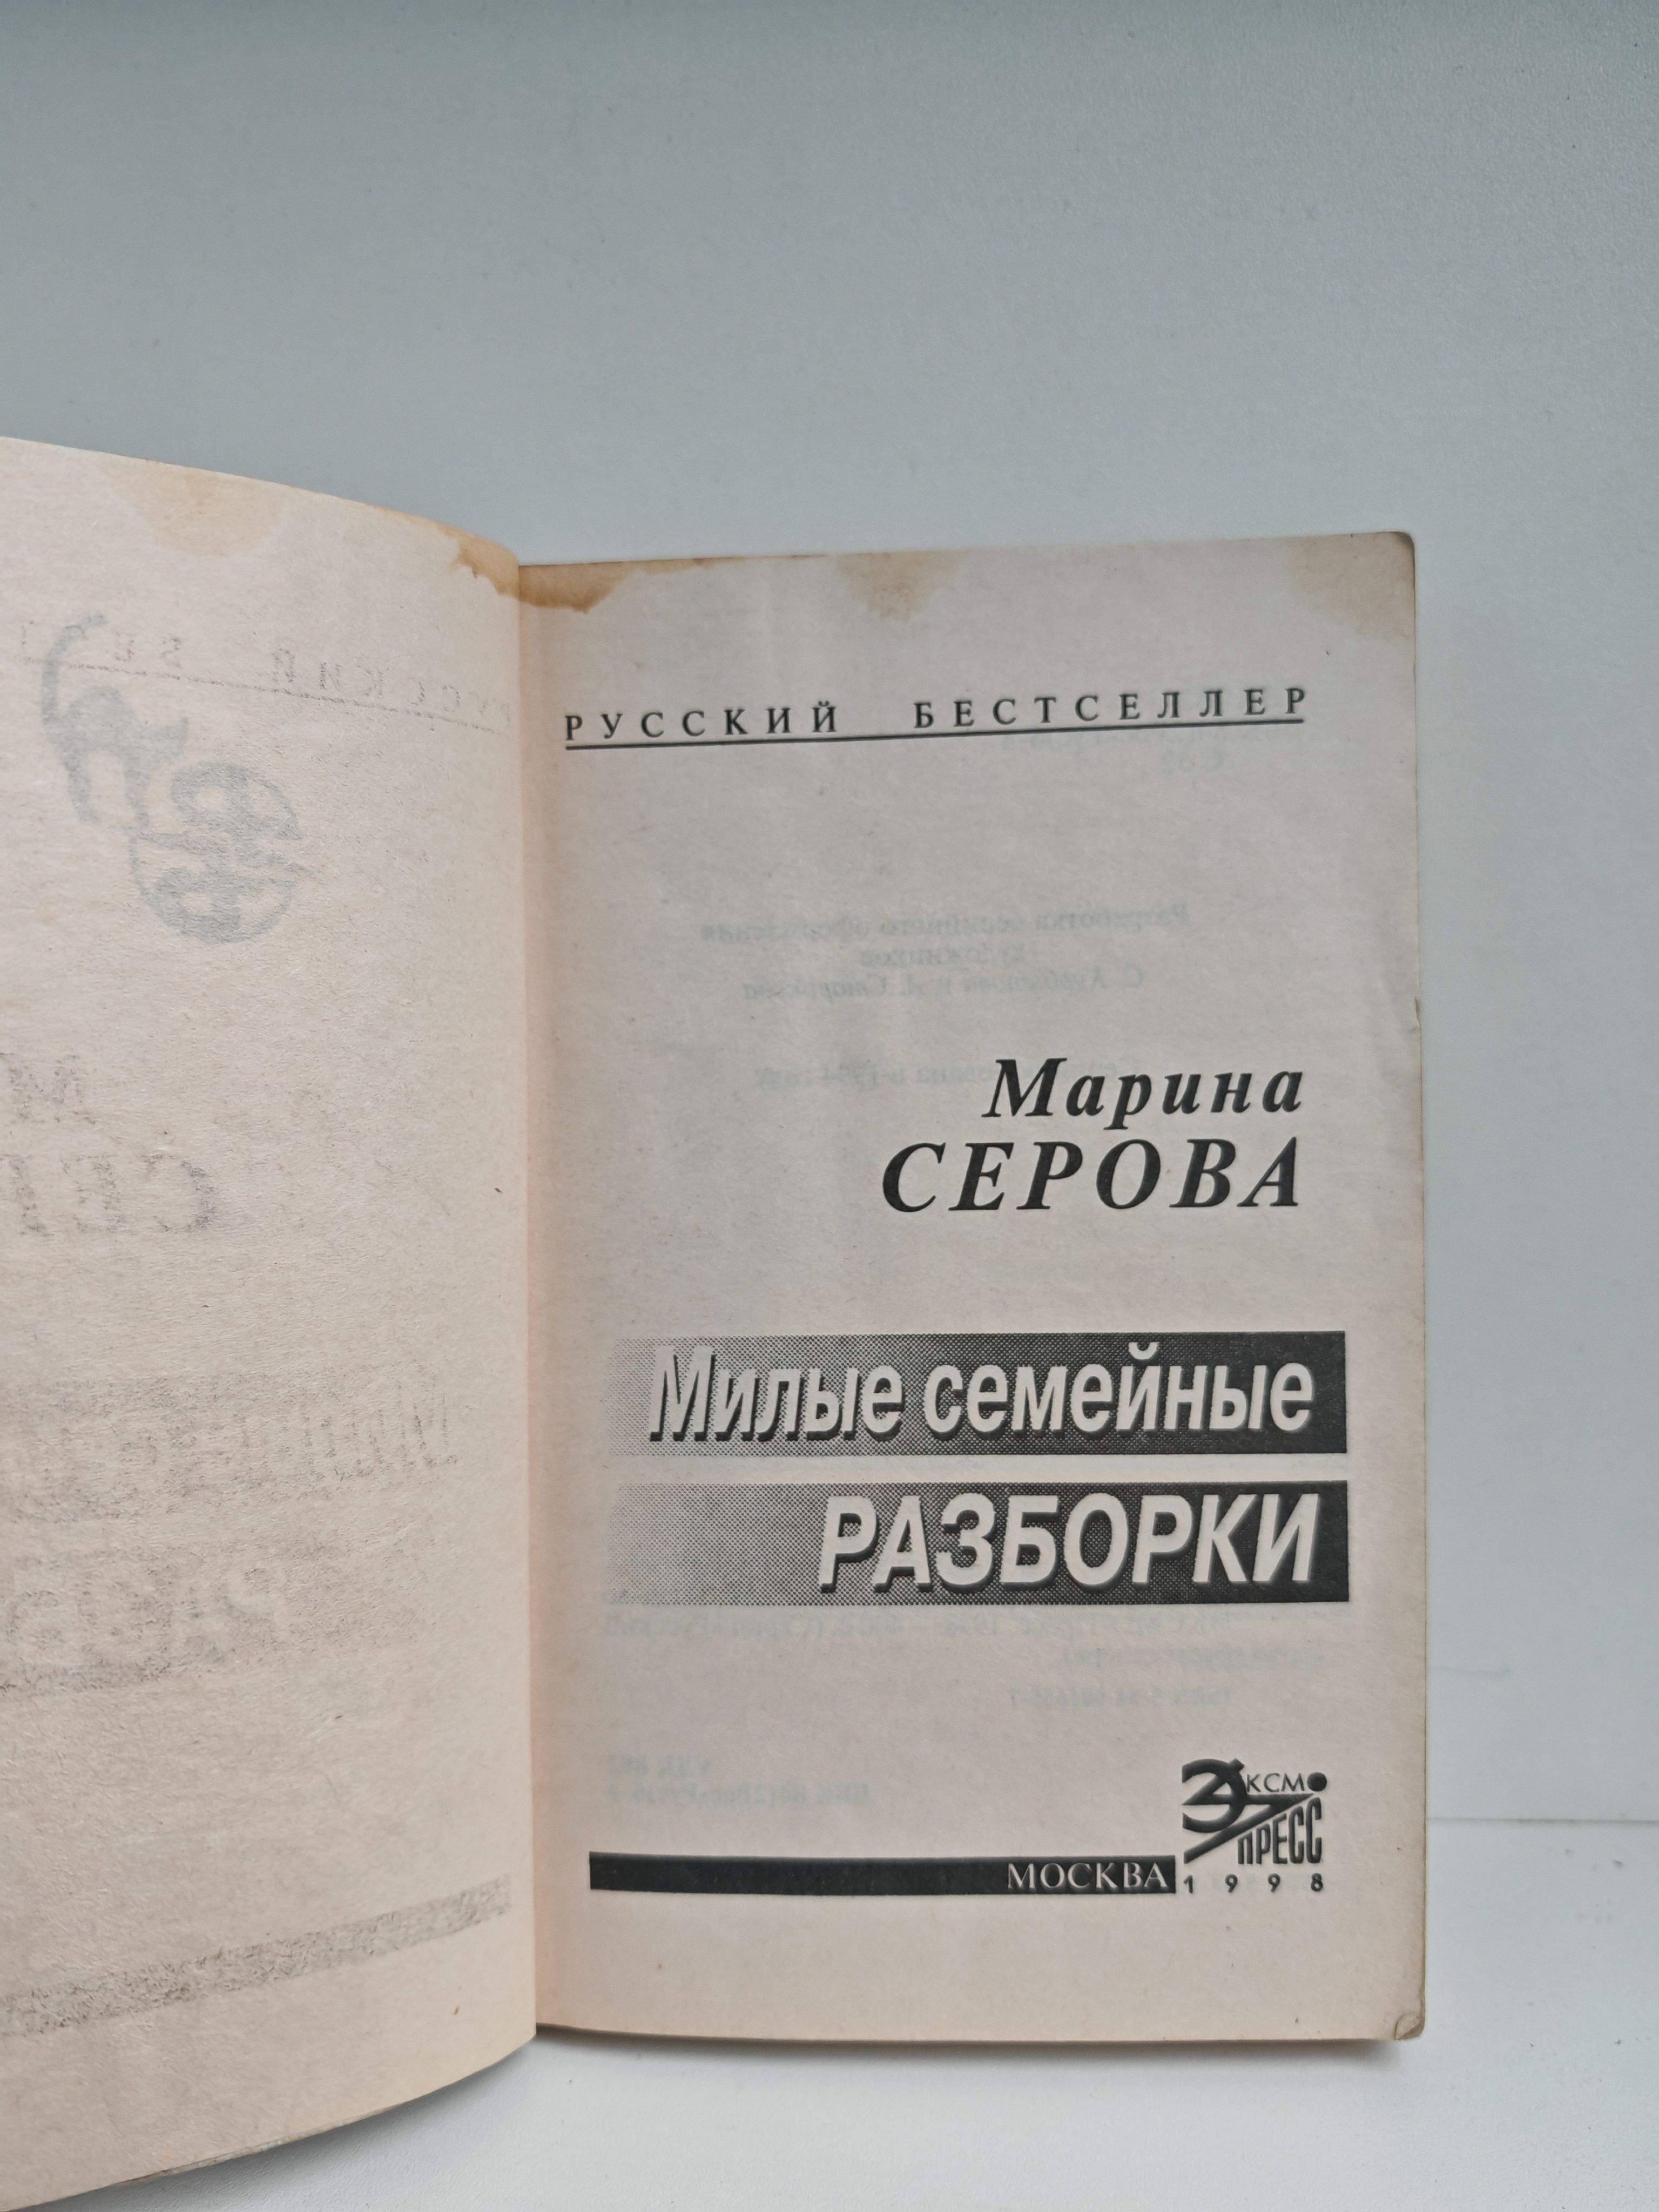 РУССКИЙ БЕСТСЕЛЛЕР
Марина
СЕРОВА
Милые семейные
РАЗБОРКИ
ЭКСМО
ПРЕСС
МОСКВА
1998